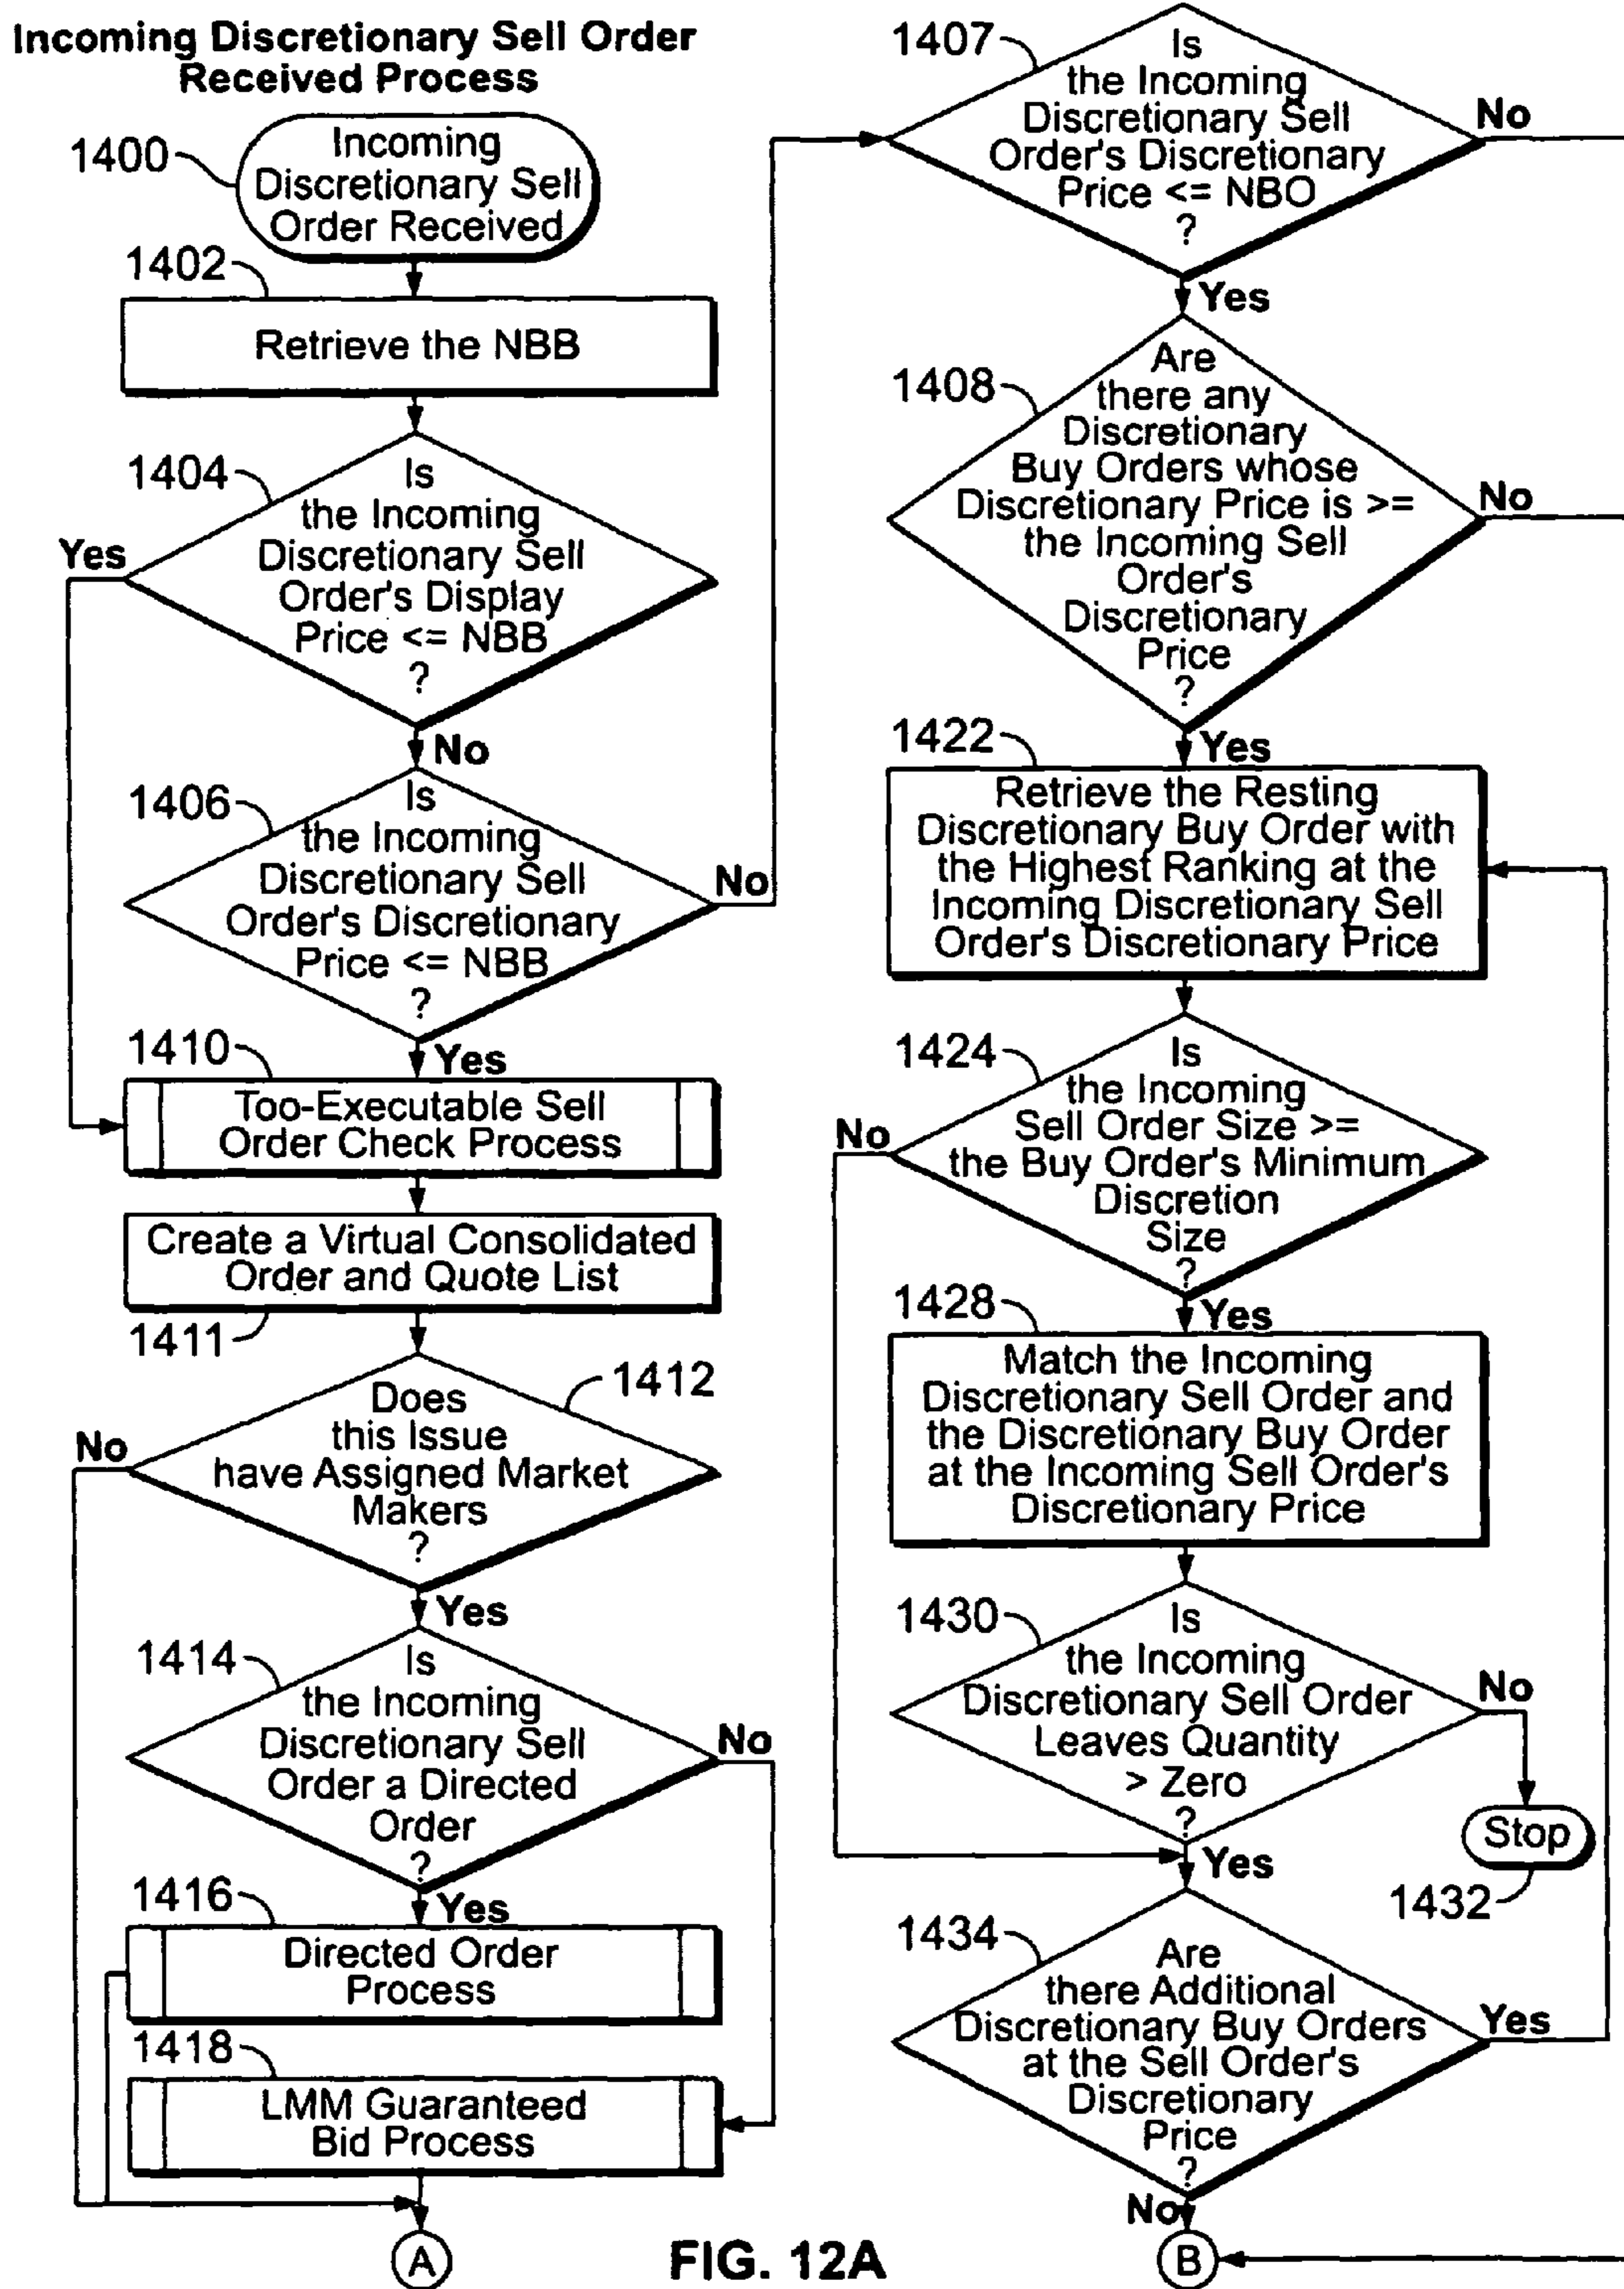 Incoming Discretionary Sell Order
Received Process
1400
Incoming
Discretionary Sell
Order Received
1402
Retrieve the NBB
1404
Is
the Incoming
Discretionary Sell
Order's Display
Price <= NBB
?
Yes
No
1406
Is
the Incoming
Discretionary Sell
Order's Discretionary
Price <= NBB
?
No
Yes
1410
Too-Executable Sell
Order Check Process
Create a Virtual Consolidated
Order and Quote List
1411
1412
Does
this Issue
have Assigned Market
Makers
?
No
Yes
1414
Is
the Incoming
Discretionary Sell
Order a Directed
Order
?
No
Yes
1416
Directed Order
Process
1418
LMM Guaranteed
Bid Process
A
1407
Is
the Incoming
Discretionary Sell
Order's Discretionary
Price <= NBO
?
No
Yes
1408
Are
there any
Discretionary
Buy Orders whose
Discretionary Price is >=
the Incoming Sell
Order's
Discretionary
Price
?
No
Yes
1422
Retrieve the Resting
Discretionary Buy Order with
the Highest Ranking at the
Incoming Discretionary Sell
Order's Discretionary Price
1424
Is
the Incoming
Sell Order Size >=
the Buy Order's Minimum
Discretion
Size
?
No
Yes
1428
Match the Incoming
Discretionary Sell Order and
the Discretionary Buy Order
at the Incoming Sell Order's
Discretionary Price
1430
Is
the Incoming
Discretionary Sell Order
Leaves Quantity
> Zero
?
No
Yes
Stop
1432
1434
Are
there Additional
Discretionary Buy Orders
at the Sell Order's
Discretionary
Price
?
Yes
No
B
FIG. 12A